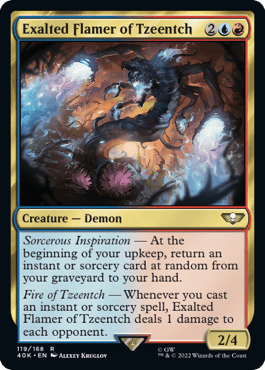 Exalted Flamer of Tzeentch 2
Creature — Demon
Sorcerous Inspiration — At the
beginning of your upkeep, return an
instant or sorcery card at random from
your graveyard to your hand.
Fire of Tzeentch — Whenever you cast
an instant or sorcery spell, Exalted
Flamer of Tzeentch deals 1 damage to
each opponent.
2/4
119/168 R
40K • EN ALEXEY KRUGLOV
© GW
™ & © 2022 Wizards of the Coast